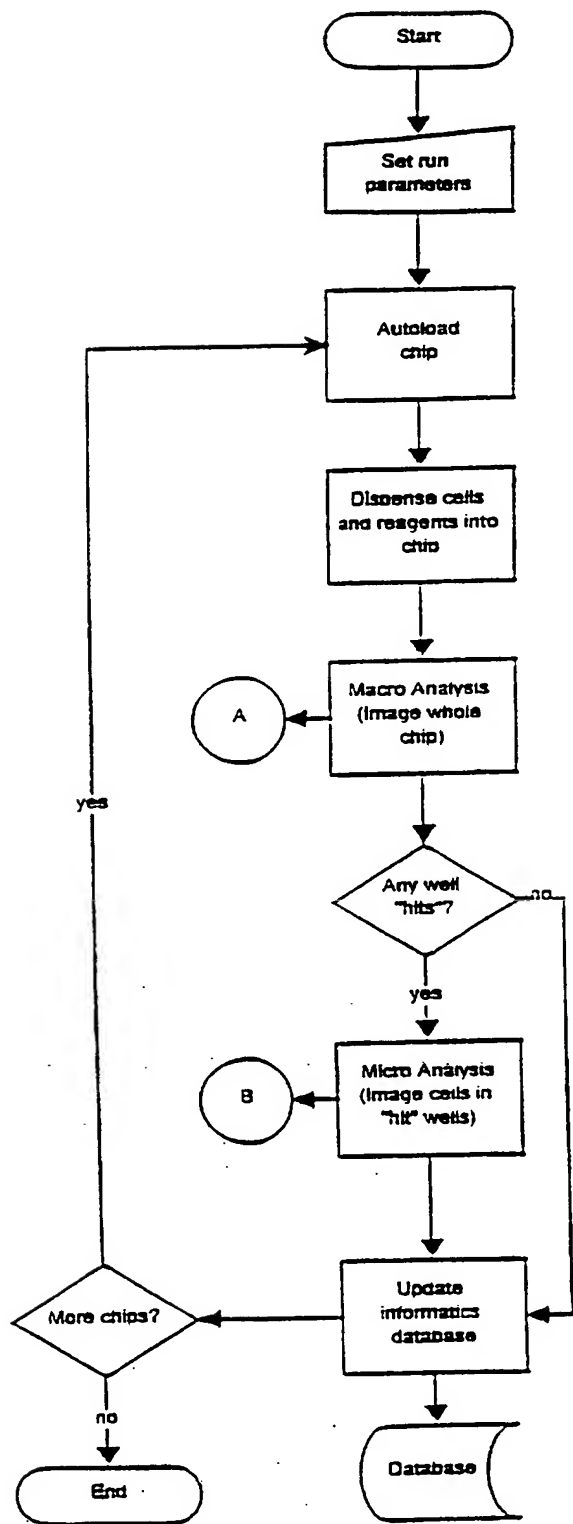 Start
Set run
parameters
Autoload
chip
Dispense cells
and reagents into
chip
Macro Analysis
(Image whole
chip)
A
yes
Any well
"hits"?
no
yes
Micro Analysis
(Image cells in
"hit" wells)
B
Update
informatics
database
More chips?
no
Database
End